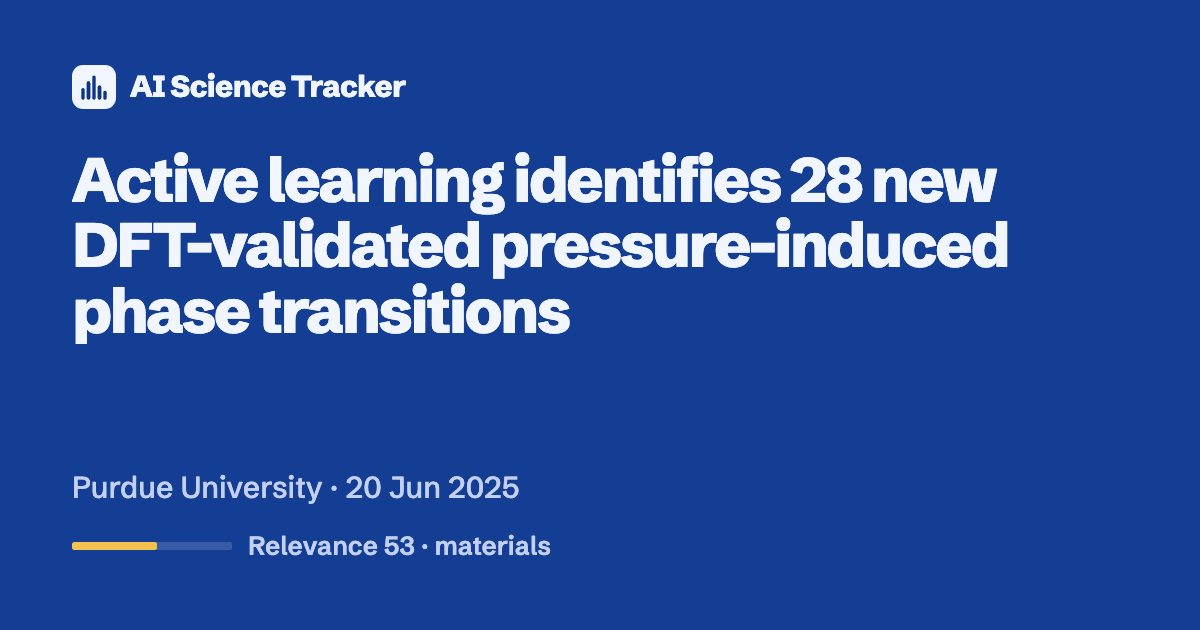 AI Science Tracker
Active learning identifies 28 new
DFT-validated pressure-induced
phase transitions
Purdue University · 20 Jun 2025
Relevance 53 · materials